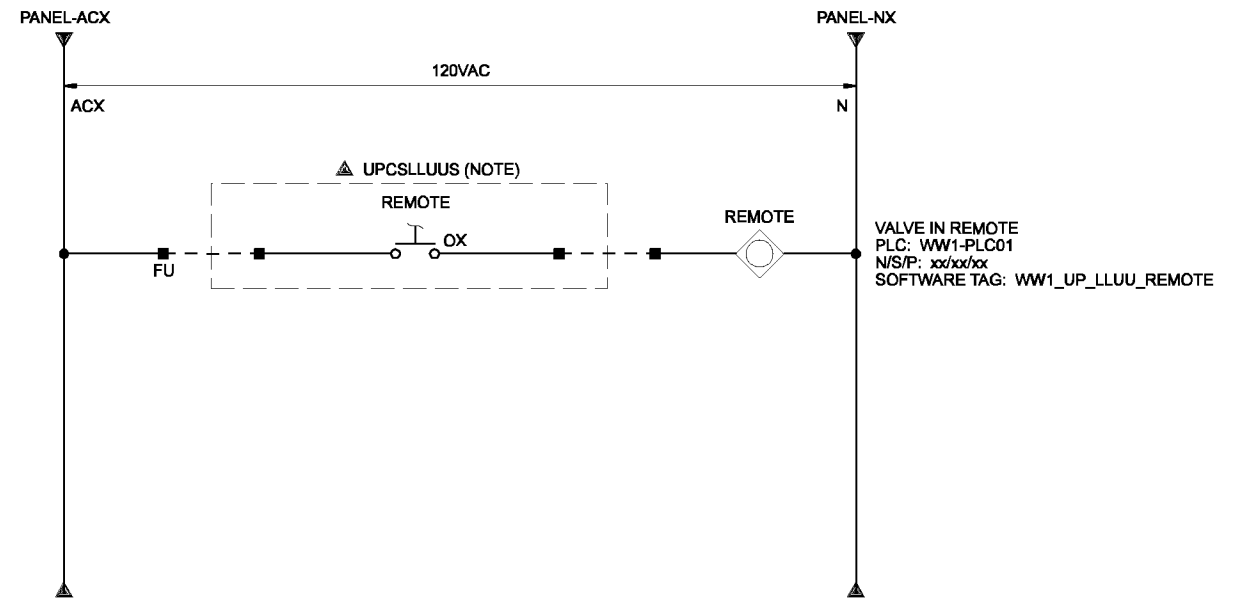 PANEL-ACX
PANEL-NX
120VAC
ACX
N
UPCSLLUUS (NOTE)
REMOTE
OX
FU
REMOTE
VALVE IN REMOTE
PLC: WW1-PLC01
N/S/P: xx/xx/xx
SOFTWARE TAG: WW1_UP_LLUU_REMOTE